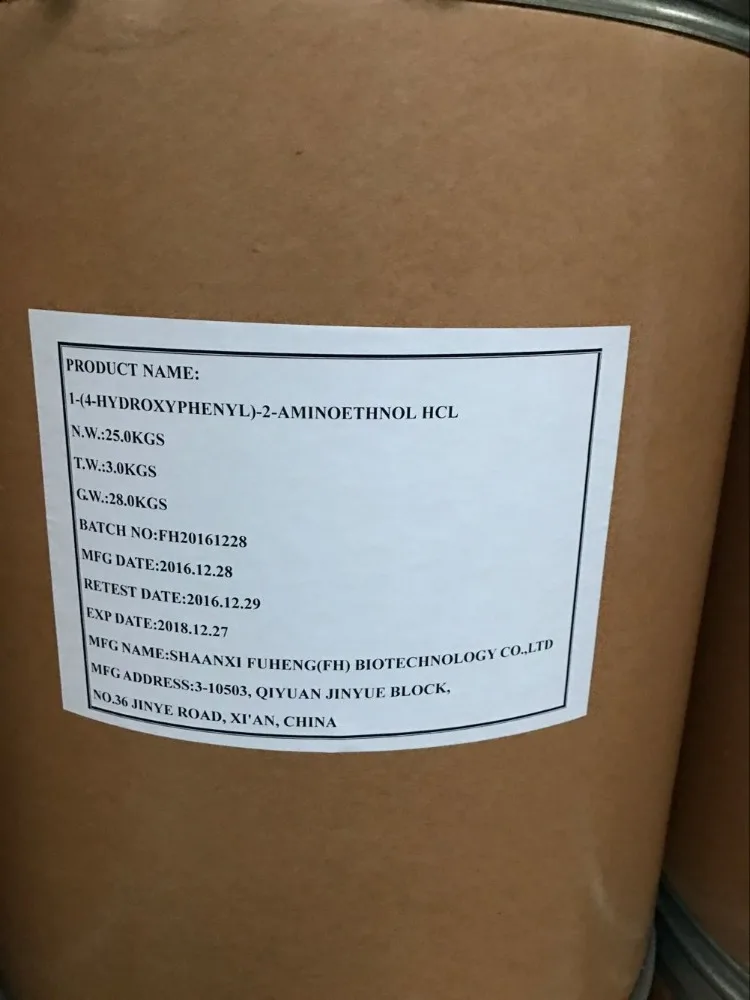 PRODUCT NAME:
1-(4-HYDROXYPHENYL)-2-AMINOETHNOL HCL
N.W.:25.0KGS
T.W.:3.0KGS
G.W.:28.0KGS
BATCH NO:FH20161228
MFG DATE:2016.12.28
RETEST DATE:2016.12.29
EXP DATE:2018.12.27
MFG NAME:SHAANXI FUHENG(FH) BIOTECHNOLOGY CO.,LTD
MFG ADDRESS:3-10503, QIYUAN JINYUE BLOCK,
NO.36 JINYE ROAD, XI'AN, CHINA